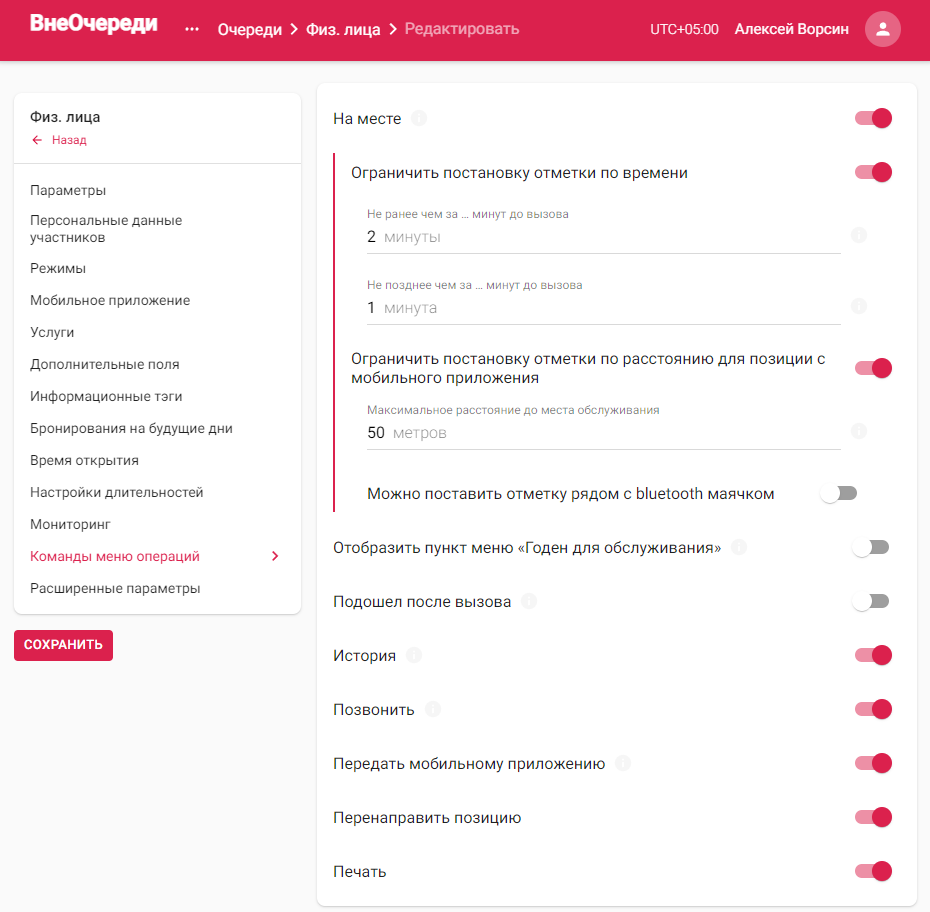 ВнеОчереди
··· Очереди > Физ. лица > Редактировать
UTC+05:00 Алексей Ворсин
Физ. лица
← Назад
Параметры
Персональные данные
участников
Режимы
Мобильное приложение
Услуги
Дополнительные поля
Информационные тэги
Бронирования на будущие дни
Время открытия
Настройки длительностей
Мониторинг
Команды меню операций
Расширенные параметры
СОХРАНИТЬ
На месте
Ограничить постановку отметки по времени
Не ранее чем за ... минут до вызова
2 минуты
Не позднее чем за ... минут до вызова
1 минута
Ограничить постановку отметки по расстоянию для позиции с
мобильного приложения
Максимальное расстояние до места обслуживания
50 метров
Можно поставить отметку рядом с bluetooth маячком
Отобразить пункт меню «Годен для обслуживания»
Подошел после вызова
История
Позвонить
Передать мобильному приложению
Перенаправить позицию
Печать